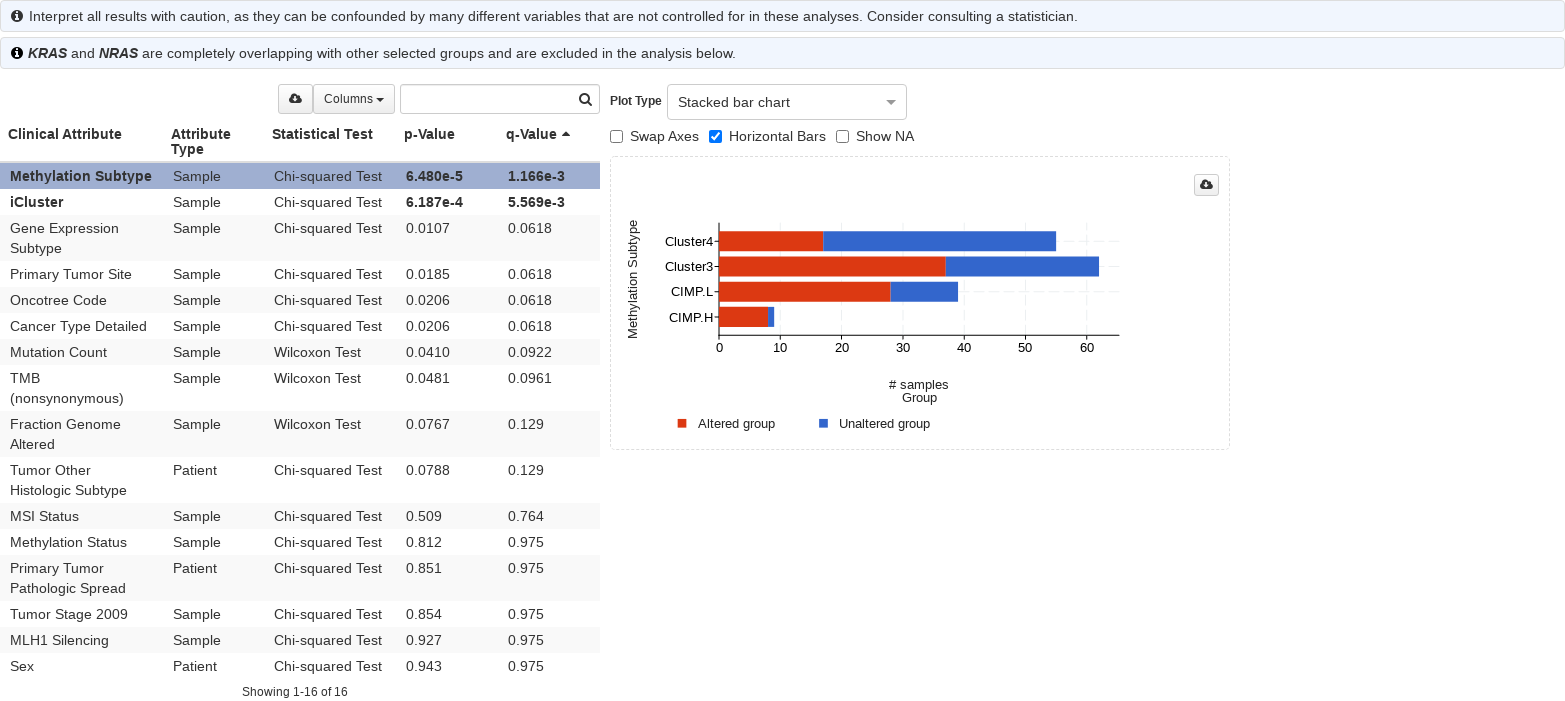 Interpret all results with caution, as they can be confounded by many different variables that are not controlled for in these analyses. Consider consulting a statistician.
KRAS and NRAS are completely overlapping with other selected groups and are excluded in the analysis below.
Columns
Clinical Attribute Attribute Type Statistical Test p-Value q-Value
Methylation Subtype Sample Chi-squared Test 6.480e-5 1.166e-3
iCluster Sample Chi-squared Test 6.187e-4 5.569e-3
Gene Expression Subtype Sample Chi-squared Test 0.0107 0.0618
Primary Tumor Site Sample Chi-squared Test 0.0185 0.0618
Oncotree Code Sample Chi-squared Test 0.0206 0.0618
Cancer Type Detailed Sample Chi-squared Test 0.0206 0.0618
Mutation Count Sample Wilcoxon Test 0.0410 0.0922
TMB (nonsynonymous) Sample Wilcoxon Test 0.0481 0.0961
Fraction Genome Altered Sample Wilcoxon Test 0.0767 0.129
Tumor Other Histologic Subtype Patient Chi-squared Test 0.0788 0.129
MSI Status Sample Chi-squared Test 0.509 0.764
Methylation Status Sample Chi-squared Test 0.812 0.975
Primary Tumor Pathologic Spread Patient Chi-squared Test 0.851 0.975
Tumor Stage 2009 Sample Chi-squared Test 0.854 0.975
MLH1 Silencing Sample Chi-squared Test 0.927 0.975
Sex Patient Chi-squared Test 0.943 0.975
Showing 1-16 of 16
Plot Type Stacked bar chart
Swap Axes Horizontal Bars Show NA
Methylation Subtype
Cluster4
Cluster3
CIMP.L
CIMP.H
0 10 20 30 40 50 60
# samples
Group
Altered group Unaltered group